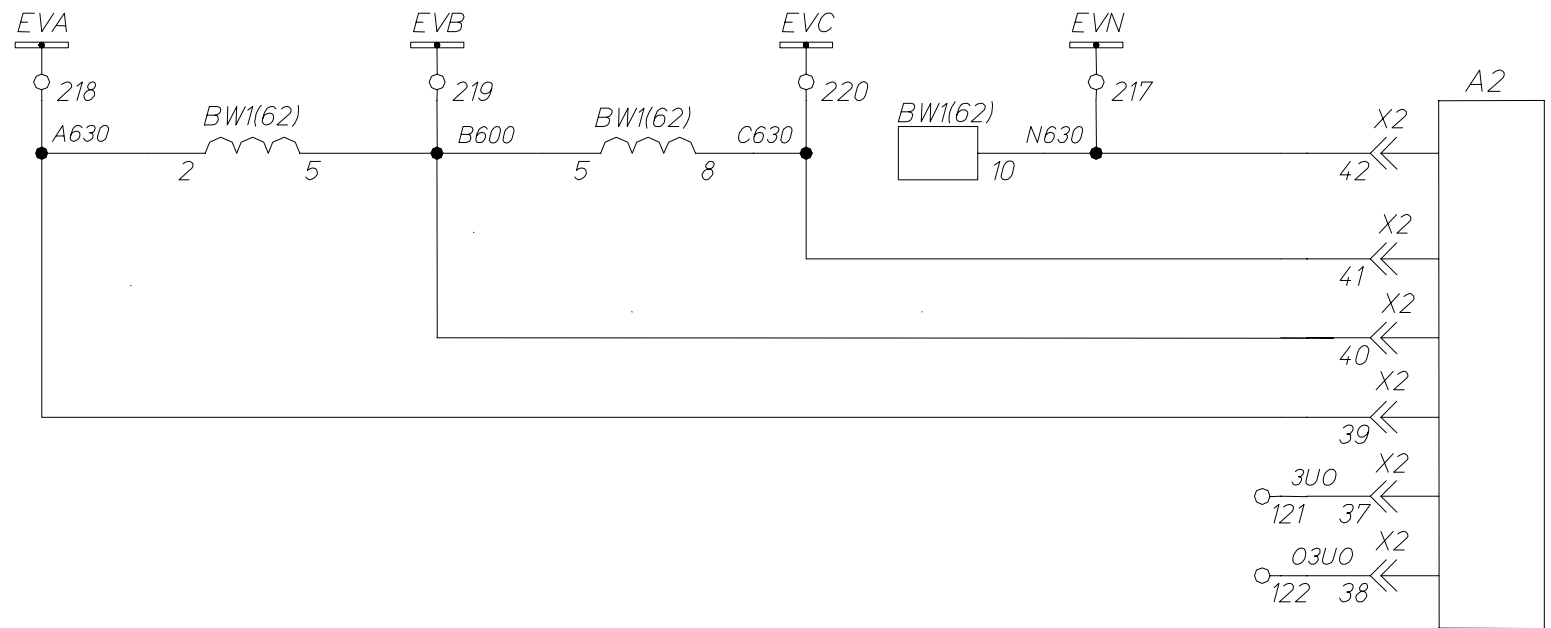 EVA EVB EVC EVN
218 219 220 217
A2
BW1(62) BW1(62) BW1(62)
A630 B600 C630 N630 X2
2 5 5 8 10 42
X2
41
X2
40
X2
39
3U0 X2
121 37
03U0 X2
122 38